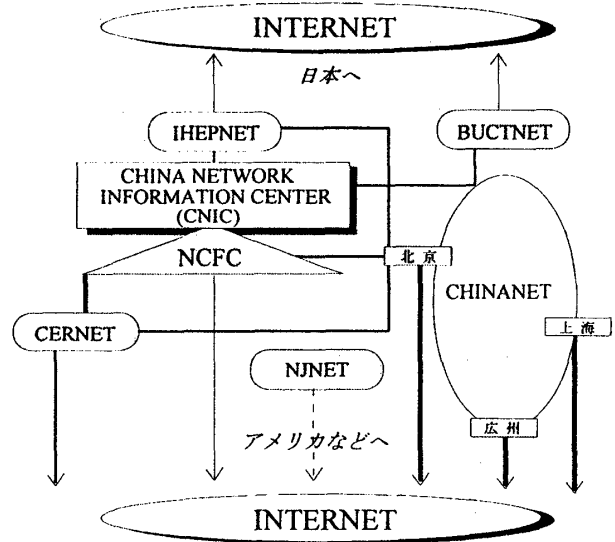 INTERNET
日本へ
IHEPNET
BUCTNET
CHINA NETWORK
INFORMATION CENTER
(CNIC)
NCFC
北京
CHINANET
CERNET
上海
NJNET
広州
アメリカなどへ
INTERNET